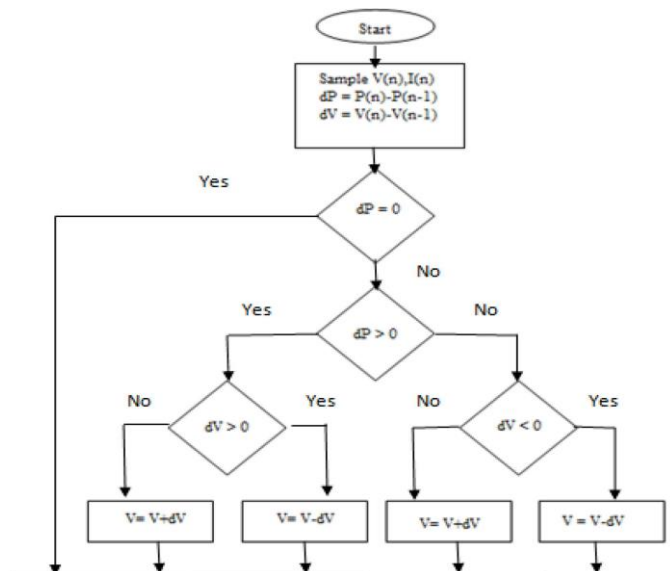 Start
Sample V(n),I(n)
dP = P(n)-P(n-1)
dV = V(n)-V(n-1)
Yes
dP = 0
No
Yes
No
dP > 0
No
Yes
No
Yes
dV > 0
dV < 0
V= V+dV
V= V-dV
V= V+dV
V = V-dV